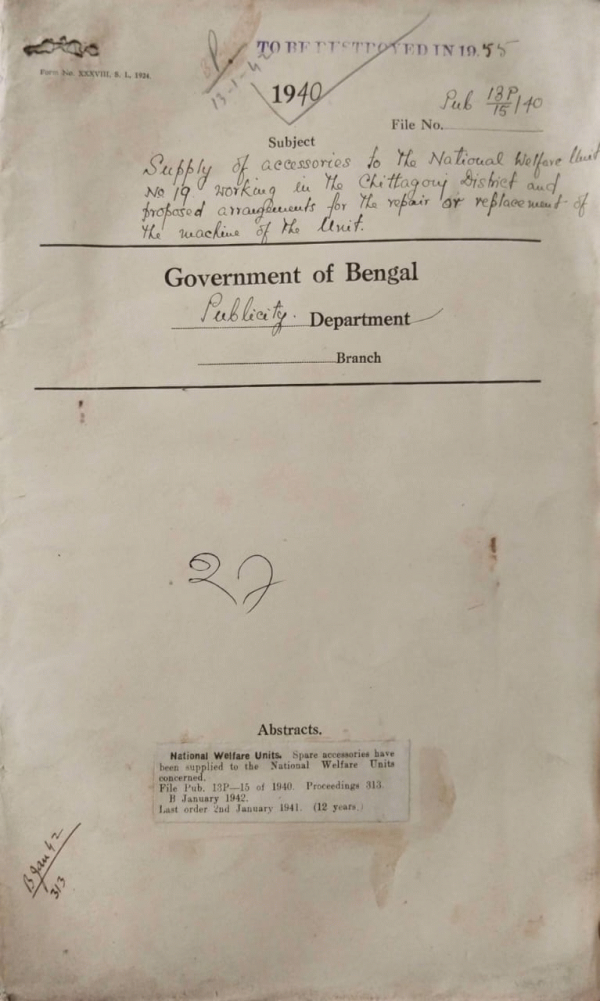 TO BE DESTROYED IN 1955
Form No. XXXVIII, S. L. 1924.
13-1-42
1940
Pub 13P/15/40
File No.
Subject
Supply of accessories to the National Welfare Unit
No 19 working in the Chittagong District and
proposed arrangements for the repair or replacement of
the machine of the Unit.
Government of Bengal
Publicity. Department
Branch
২৭
Abstracts.
National Welfare Units. Spare accessories have
been supplied to the National Welfare Units
concerned.
File Pub. 13P—15 of 1940. Proceedings 313
B January 1942.
Last order 2nd January 1941. (12 years.)
B Jan 42
313